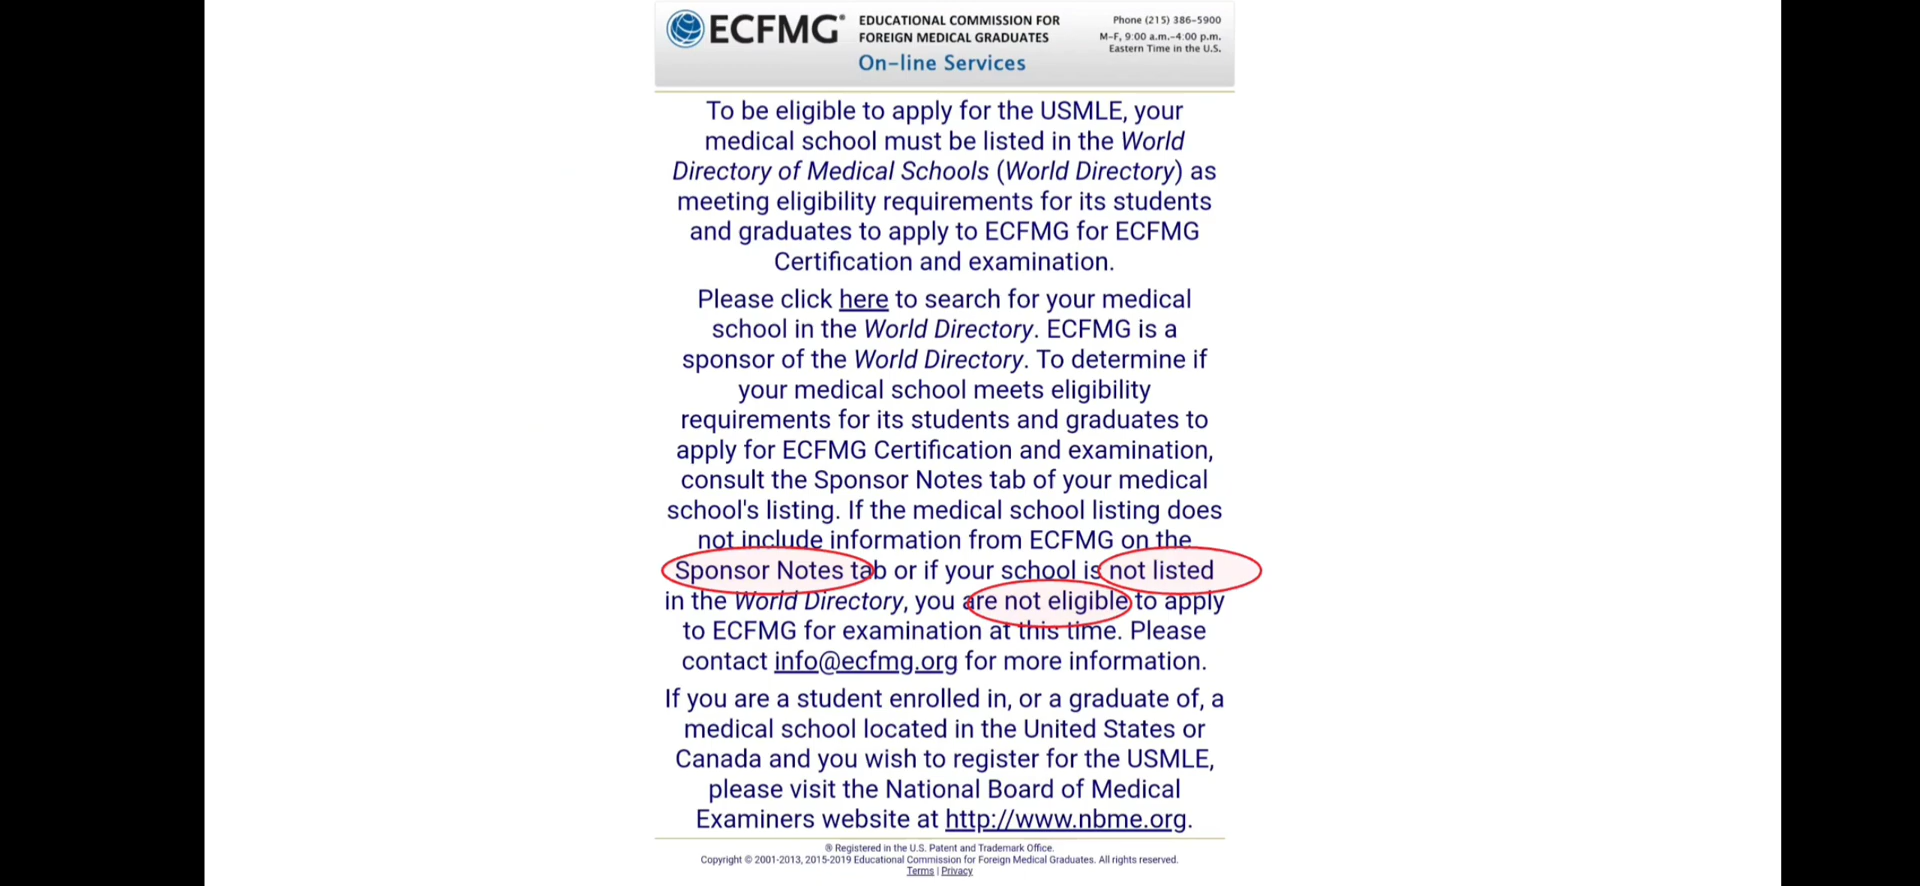 ECFMG®
EDUCATIONAL COMMISSION FOR
FOREIGN MEDICAL GRADUATES
On-line Services
Phone (215) 386-5900
M-F, 9:00 a.m.-4:00 p.m.
Eastern Time in the U.S.
To be eligible to apply for the USMLE, your
medical school must be listed in the World
Directory of Medical Schools (World Directory) as
meeting eligibility requirements for its students
and graduates to apply to ECFMG for ECFMG
Certification and examination.
Please click here to search for your medical
school in the World Directory. ECFMG is a
sponsor of the World Directory. To determine if
your medical school meets eligibility
requirements for its students and graduates to
apply for ECFMG Certification and examination,
consult the Sponsor Notes tab of your medical
school's listing. If the medical school listing does
not include information from ECFMG on the
Sponsor Notes tab or if your school is not listed
in the World Directory, you are not eligible to apply
to ECFMG for examination at this time. Please
contact info@ecfmg.org for more information.
If you are a student enrolled in, or a graduate of, a
medical school located in the United States or
Canada and you wish to register for the USMLE,
please visit the National Board of Medical
Examiners website at http://www.nbme.org.
® Registered in the U.S. Patent and Trademark Office.
Copyright © 2001-2013, 2015-2019 Educational Commission for Foreign Medical Graduates. All rights reserved.
Terms | Privacy